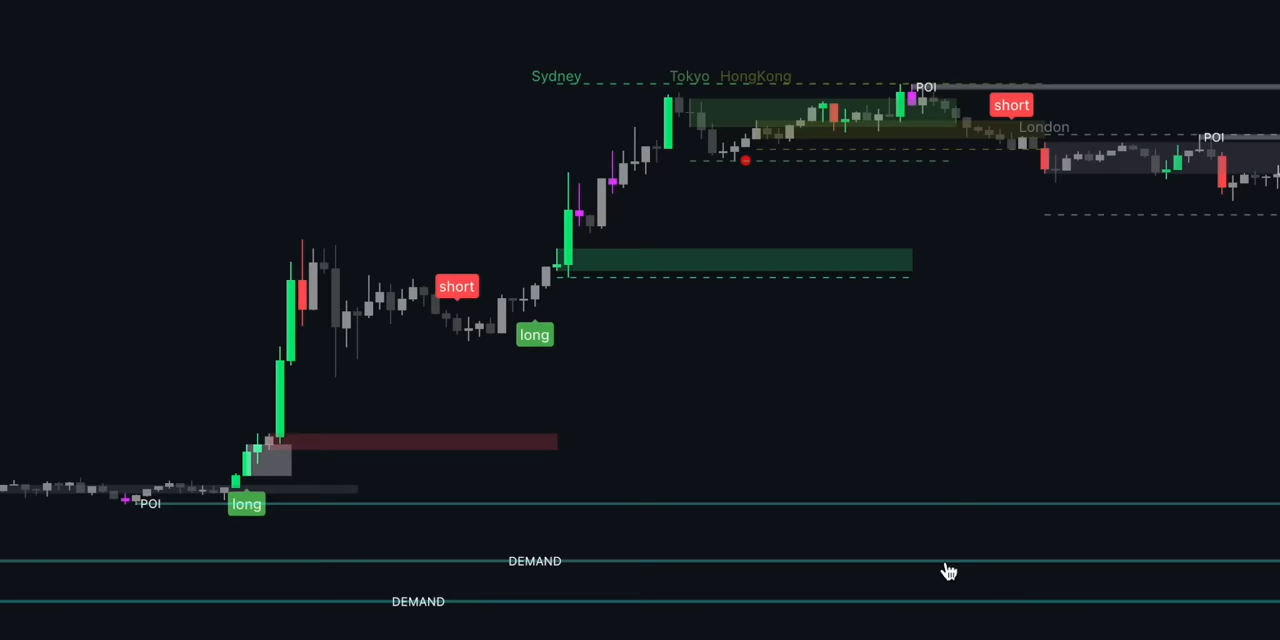 Sydney
Tokyo
HongKong
POI
short
London
POI
short
long
POI
long
DEMAND
DEMAND